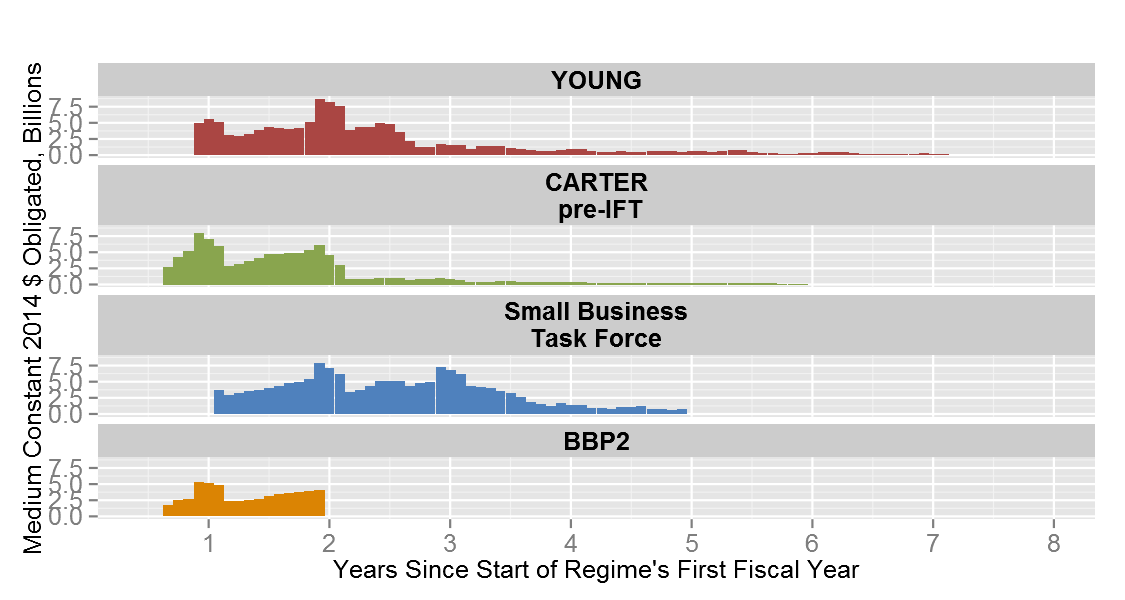 Medium Constant 2014 $ Obligated, Billions
YOUNG
7.5
5.0
2.5
0.0
CARTER
pre-IFT
7.5
5.0
2.5
0.0
Small Business
Task Force
7.5
5.0
2.5
0.0
BBP2
7.5
5.0
2.5
0.0
1 2 3 4 5 6 7 8
Years Since Start of Regime's First Fiscal Year